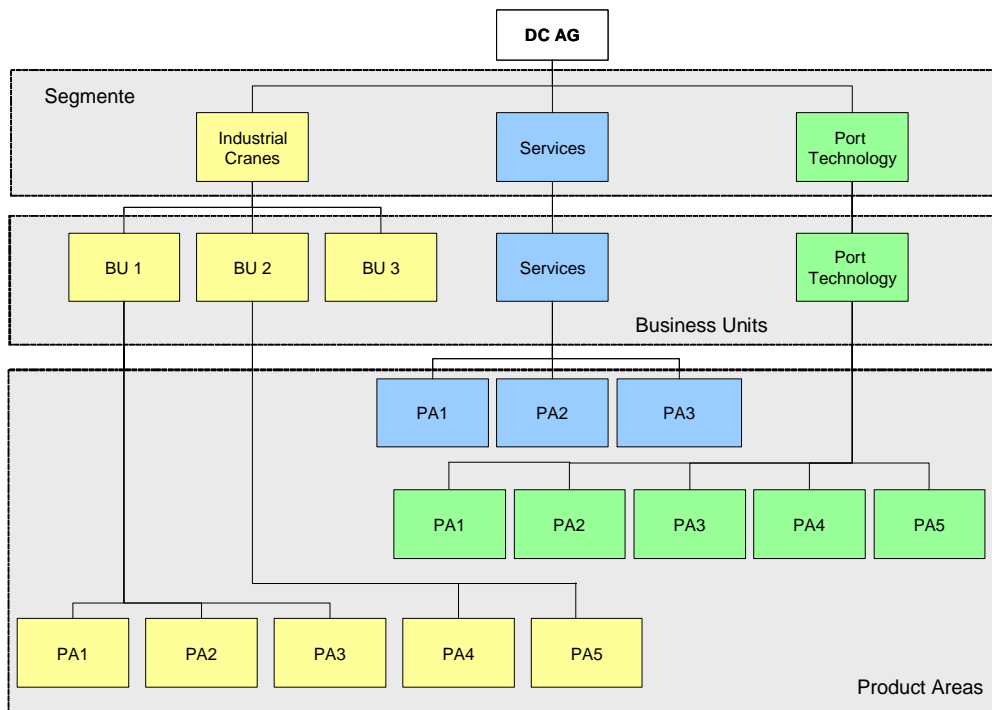 DC AG
Segmente
Industrial
Cranes
Services
Port
Technology
BU 1
BU 2
BU 3
Services
Port
Technology
Business Units
PA1
PA2
PA3
PA1
PA2
PA3
PA4
PA5
PA1
PA2
PA3
PA4
PA5
Product Areas